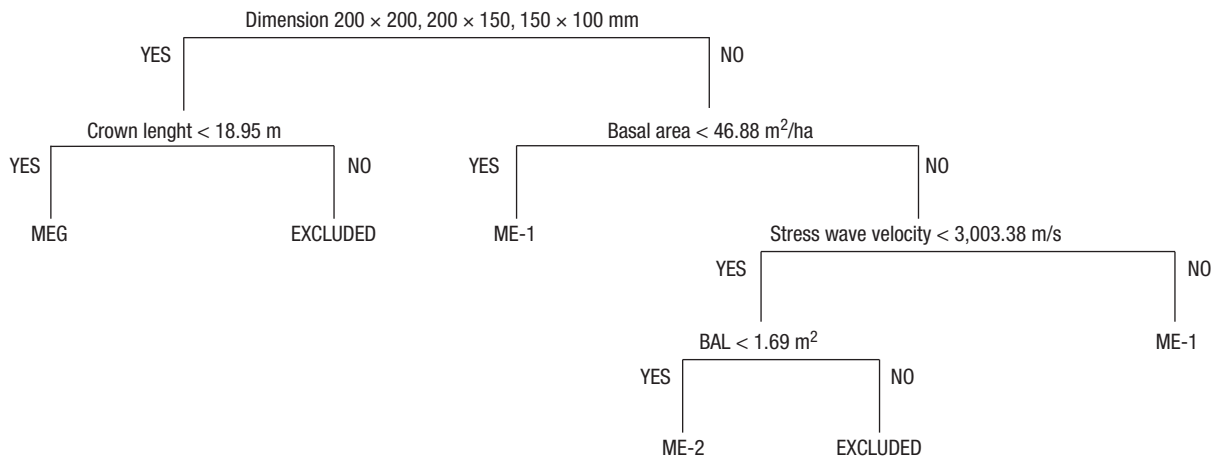 Dimension 200 × 200, 200 × 150, 150 × 100 mm
YES
NO
Crown lenght < 18.95 m
Basal area < 46.88 m²/ha
YES
NO
YES
NO
MEG
EXCLUDED
ME-1
Stress wave velocity < 3,003.38 m/s
YES
NO
BAL < 1.69 m²
ME-1
YES
NO
ME-2
EXCLUDED